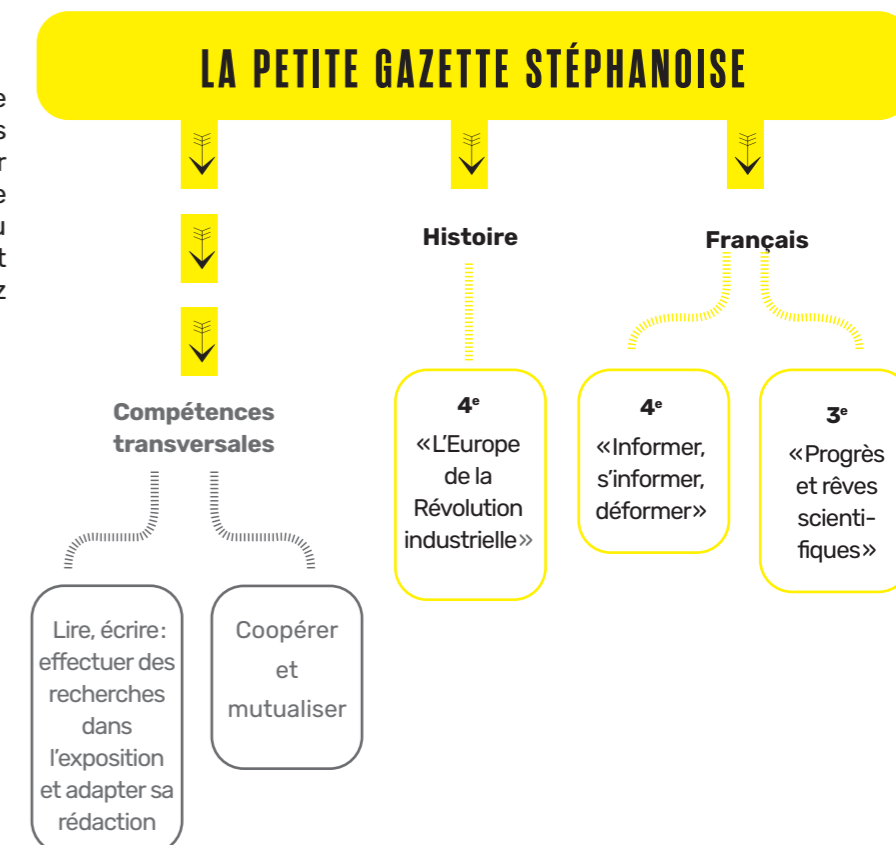 LA PETITE GAZETTE STÉPHANOISE
e
s
r
e
u
t
z
Histoire
Français
4e
«L'Europe
de la
Révolution
industrielle»
4e
«Informer,
s'informer,
déformer»
3e
«Progrès
et rêves
scienti-
fiques»
Compétences
transversales
Lire, écrire:
effectuer des
recherches
dans
l'exposition
et adapter sa
rédaction
Coopérer
et
mutualiser